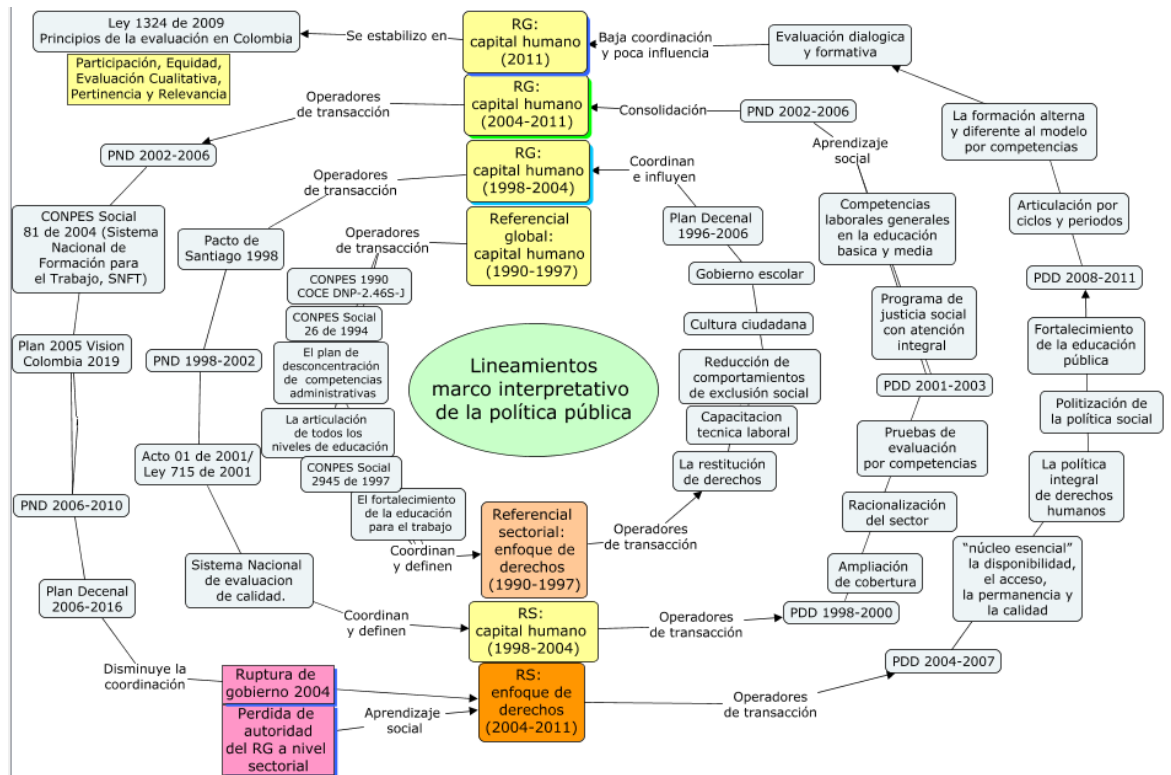 Ley 1324 de 2009
Principios de la evaluación en Colombia
Participación, Equidad,
Evaluación Cualitativa,
Pertinencia y Relevancia
Se estabilizo en
RG:
capital humano
(2011)
Baja coordinación
y poca influencia
Evaluación dialogica
y formativa
Operadores
de transacción
RG:
capital humano
(2004-2011)
Consolidación
PND 2002-2006
La formación alterna
y diferente al modelo
por competencias
PND 2002-2006
Operadores
de transacción
RG:
capital humano
(1998-2004)
Coordinan
e influyen
Aprendizaje
social
CONPES Social
81 de 2004 (Sistema
Nacional de
Formación para
el Trabajo, SNFT)
Pacto de
Santiago 1998
Operadores
de transacción
Referencial
global:
capital humano
(1990-1997)
Plan Decenal
1996-2006
Competencias
laborales generales
en la educación
basica y media
Articulación por
ciclos y periodos
CONPES 1990
COCE DNP-2.46S-J
Gobierno escolar
PDD 2008-2011
CONPES Social
26 de 1994
Cultura ciudadana
Programa de
justicia social
con atención
integral
Fortalecimiento
de la educación
pública
Plan 2005 Vision
Colombia 2019
PND 1998-2002
El plan de
desconcentración
de competencias
administrativas
Lineamientos
marco interpretativo
de la política pública
Reducción de
comportamientos
de exclusión social
PDD 2001-2003
Politización de
la política social
La articulación
de todos los
niveles de educación
Capacitacion
tecnica laboral
Pruebas de
evaluación
por competencias
Acto 01 de 2001/
Ley 715 de 2001
CONPES Social
2945 de 1997
La restitución
de derechos
La política
integral
de derechos
humanos
PND 2006-2010
El fortalecimiento
de la educación
para el trabajo
Referencial
sectorial:
enfoque de
derechos
(1990-1997)
Operadores
de transacción
Racionalización
del sector
Coordinan
y definen
Sistema Nacional
de evaluacion
de calidad.
Ampliación
de cobertura
“núcleo esencial”
la disponibilidad,
el acceso,
la permanencia y
la calidad
Plan Decenal
2006-2016
Coordinan
y definen
RS:
capital humano
(1998-2004)
Operadores
de transacción
PDD 1998-2000
Disminuye la
coordinación
Ruptura de
gobierno 2004
RS:
enfoque de
derechos
(2004-2011)
PDD 2004-2007
Perdida de
autoridad
del RG a nivel
sectorial
Aprendizaje
social
Operadores
de transacción